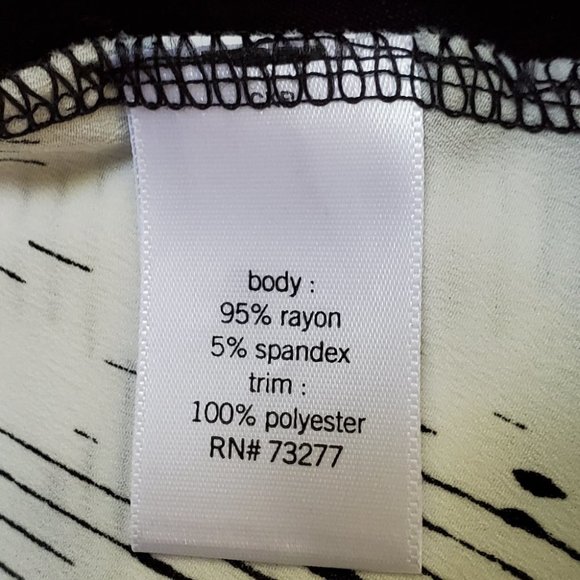 body :
95% rayon
5% spandex
trim :
100% polyester
RN# 73277